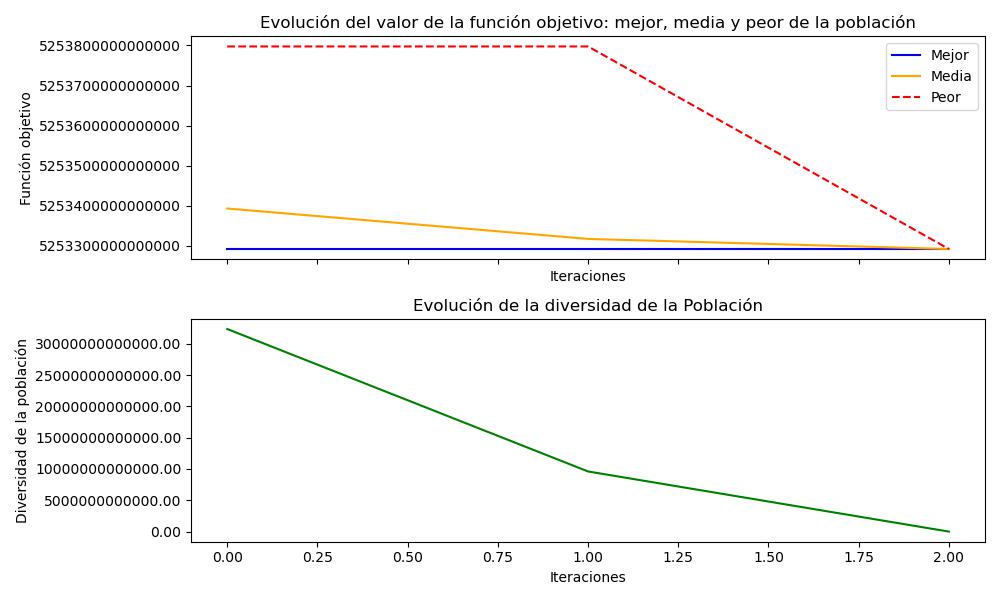 Evolución del valor de la función objetivo: mejor, media y peor de la población
5253800000000000
5253700000000000
5253600000000000
5253500000000000
5253400000000000
5253300000000000
Función objetivo
Mejor
Media
Peor
Iteraciones
Evolución de la diversidad de la Población
30000000000000.00
25000000000000.00
20000000000000.00
15000000000000.00
10000000000000.00
5000000000000.00
0.00
Diversidad de la población
0.00 0.25 0.50 0.75 1.00 1.25 1.50 1.75 2.00
Iteraciones